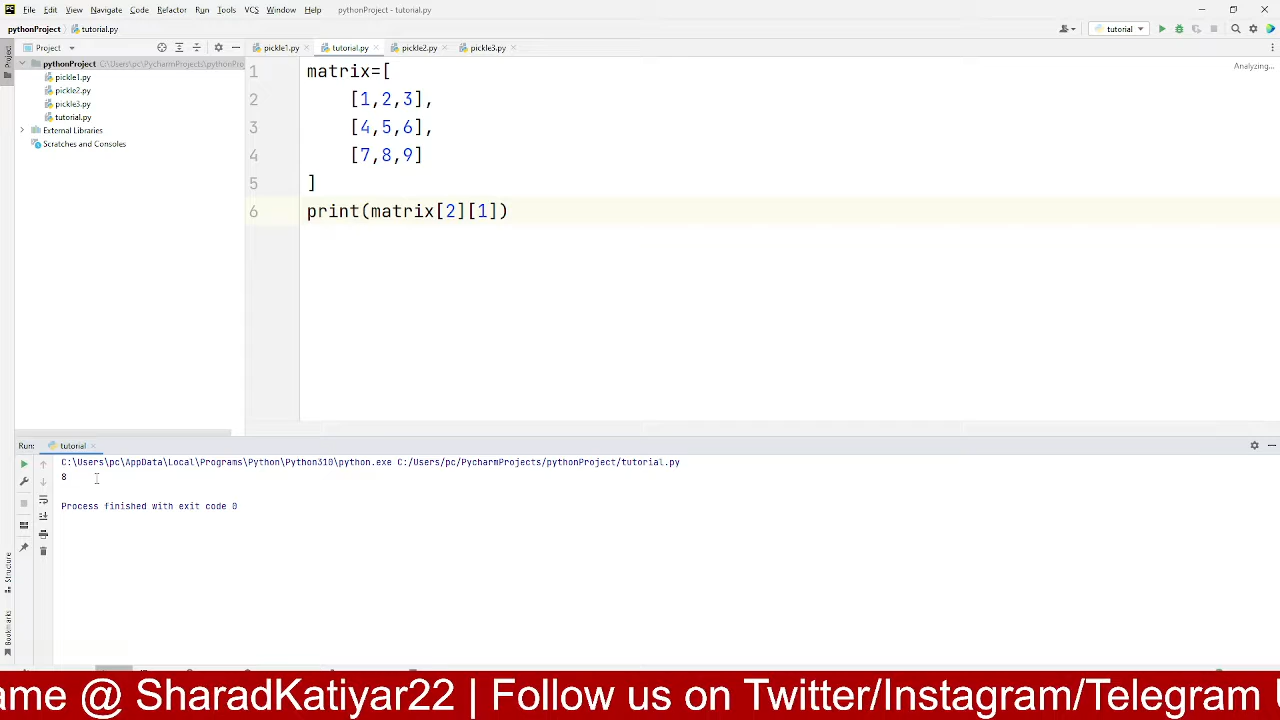 File Edit View Navigate Code Refactor Run Tools VCS Window Help pythonProject - tutorial.py
pythonProject tutorial.py
tutorial
Project
pickle1.py tutorial.py pickle2.py pickle3.py
pythonProject C:\Users\pc\PycharmProjects\pythonPro
pickle1.py
pickle2.py
pickle3.py
tutorial.py
External Libraries
Scratches and Consoles
Project
Analyzing...
1 matrix=[
2 [1,2,3],
3 [4,5,6],
4 [7,8,9]
5 ]
6 print(matrix[2][1])
Run: tutorial
C:\Users\pc\AppData\Local\Programs\Python\Python310\python.exe C:/Users/pc/PycharmProjects/pythonProject/tutorial.py
8
Process finished with exit code 0
Structure
Bookmarks
ame @ SharadKatiyar22 | Follow us on Twitter/Instagram/Telegram